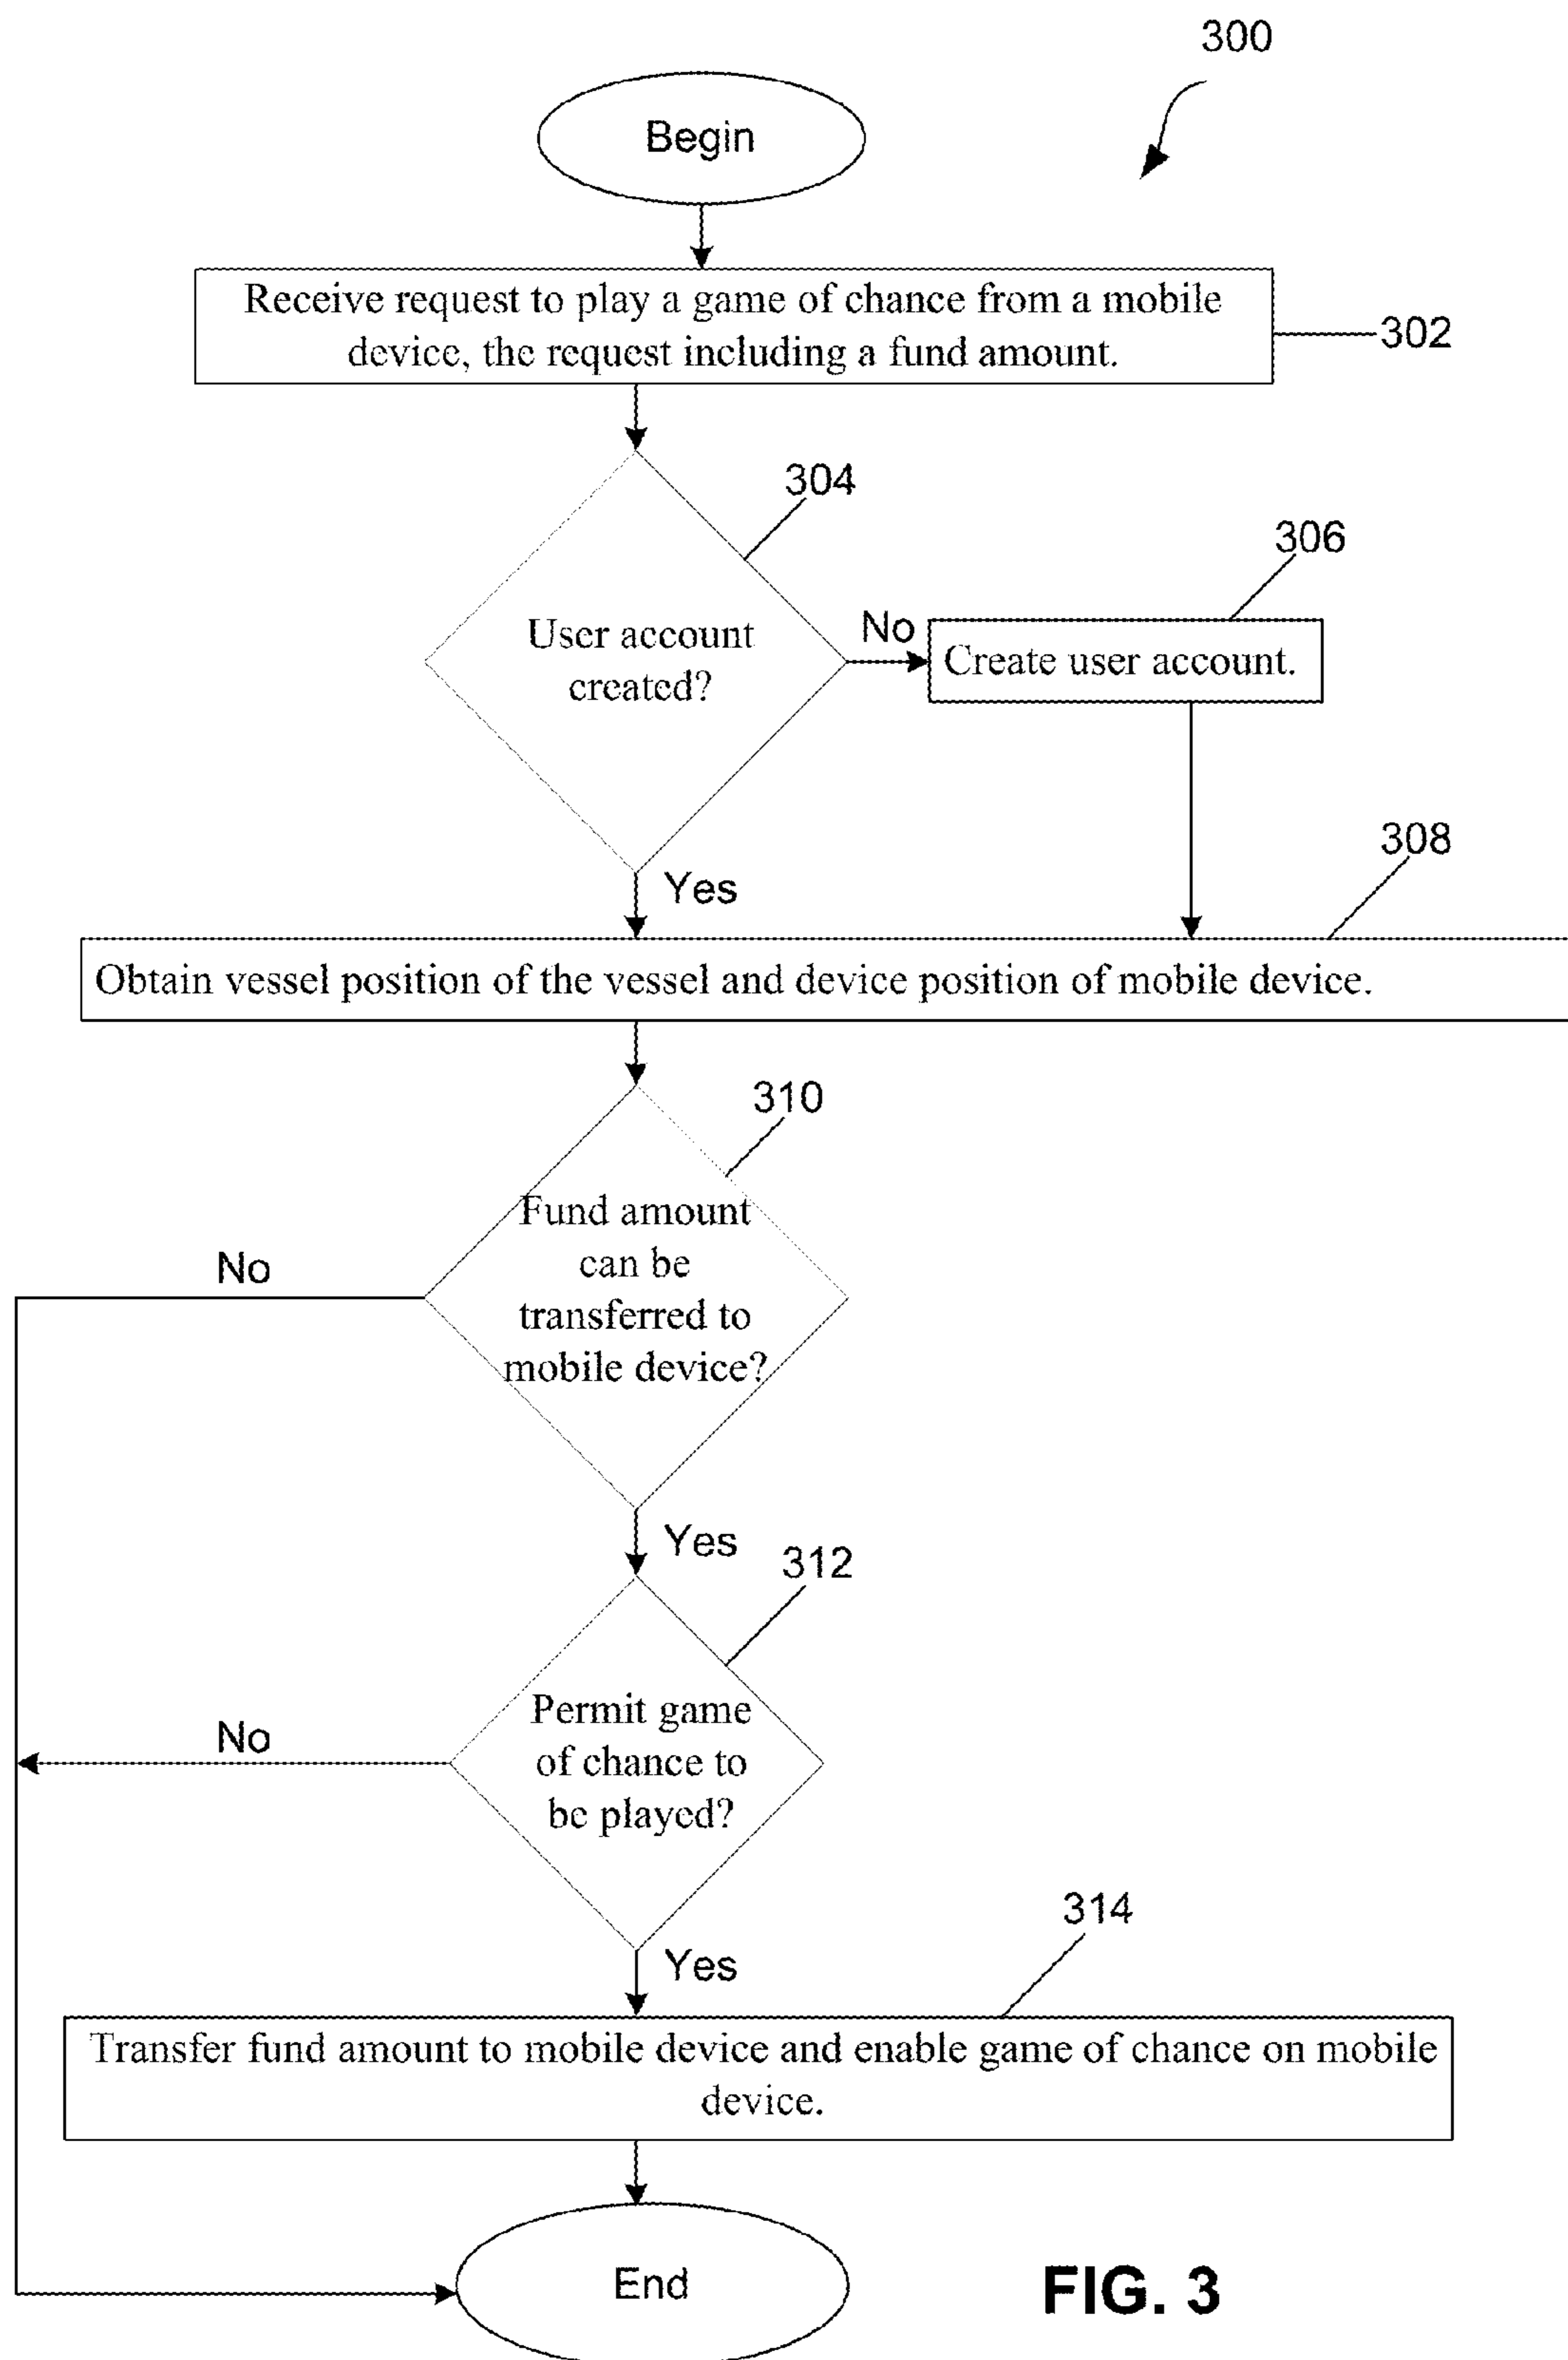 300
Begin
Receive request to play a game of chance from a mobile
device, the request including a fund amount.
302
304
306
User account
created?
No
Create user account.
Yes
308
Obtain vessel position of the vessel and device position of mobile device.
310
Fund amount
can be
transferred to
mobile device?
No
Yes
312
Permit game
of chance to
be played?
No
Yes
314
Transfer fund amount to mobile device and enable game of chance on mobile
device.
End
FIG. 3